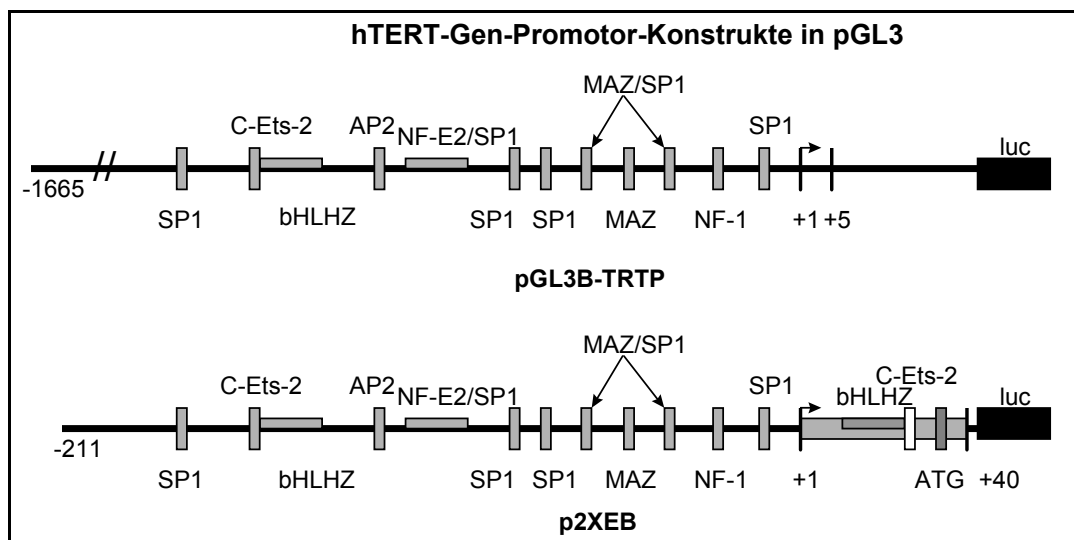 hTERT-Gen-Promotor-Konstrukte in pGL3
MAZ/SP1
C-Ets-2 AP2 NF-E2/SP1 SP1
luc
-1665
SP1 bHLHZ SP1 SP1 MAZ NF-1 +1 +5
pGL3B-TRTP
MAZ/SP1
C-Ets-2 AP2 NF-E2/SP1 SP1 C-Ets-2
bHLHZ luc
-211
SP1 bHLHZ SP1 SP1 MAZ NF-1 +1 ATG +40
p2XEB